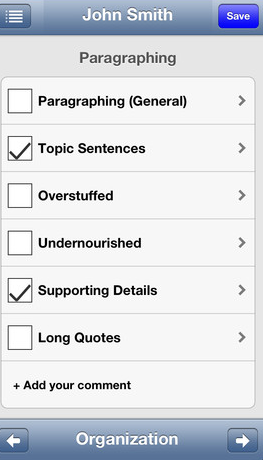 John Smith
Save
Paragraphing
Paragraphing (General)
Topic Sentences
Overstuffed
Undernourished
Supporting Details
Long Quotes
+ Add your comment
Organization